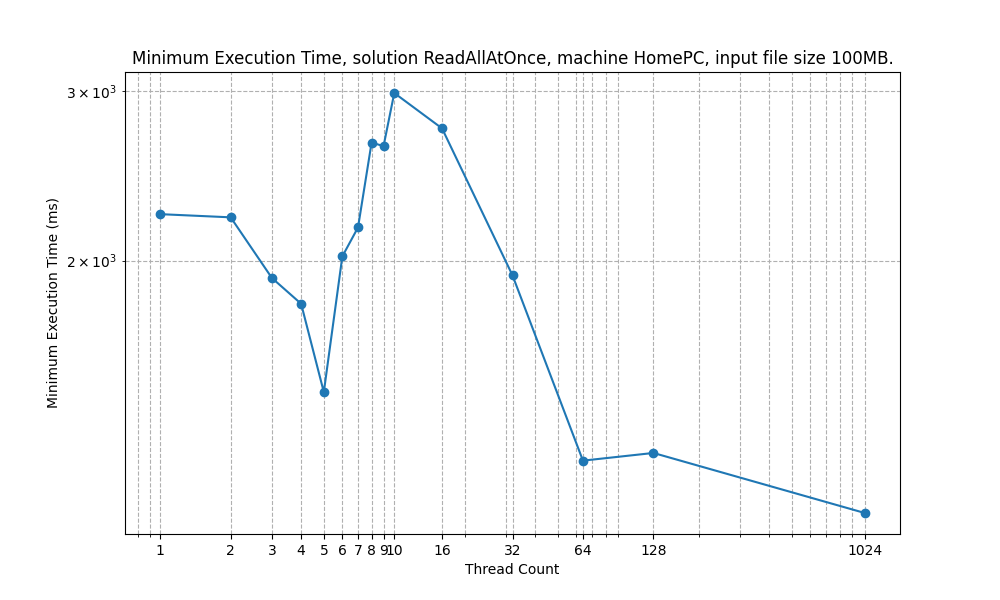 Minimum Execution Time, solution ReadAllAtOnce, machine HomePC, input file size 100MB.
Minimum Execution Time (ms)
3 × 10³
2 × 10³
1 2 3 4 5 6 7 8 9 10 16 32 64 128 1024
Thread Count